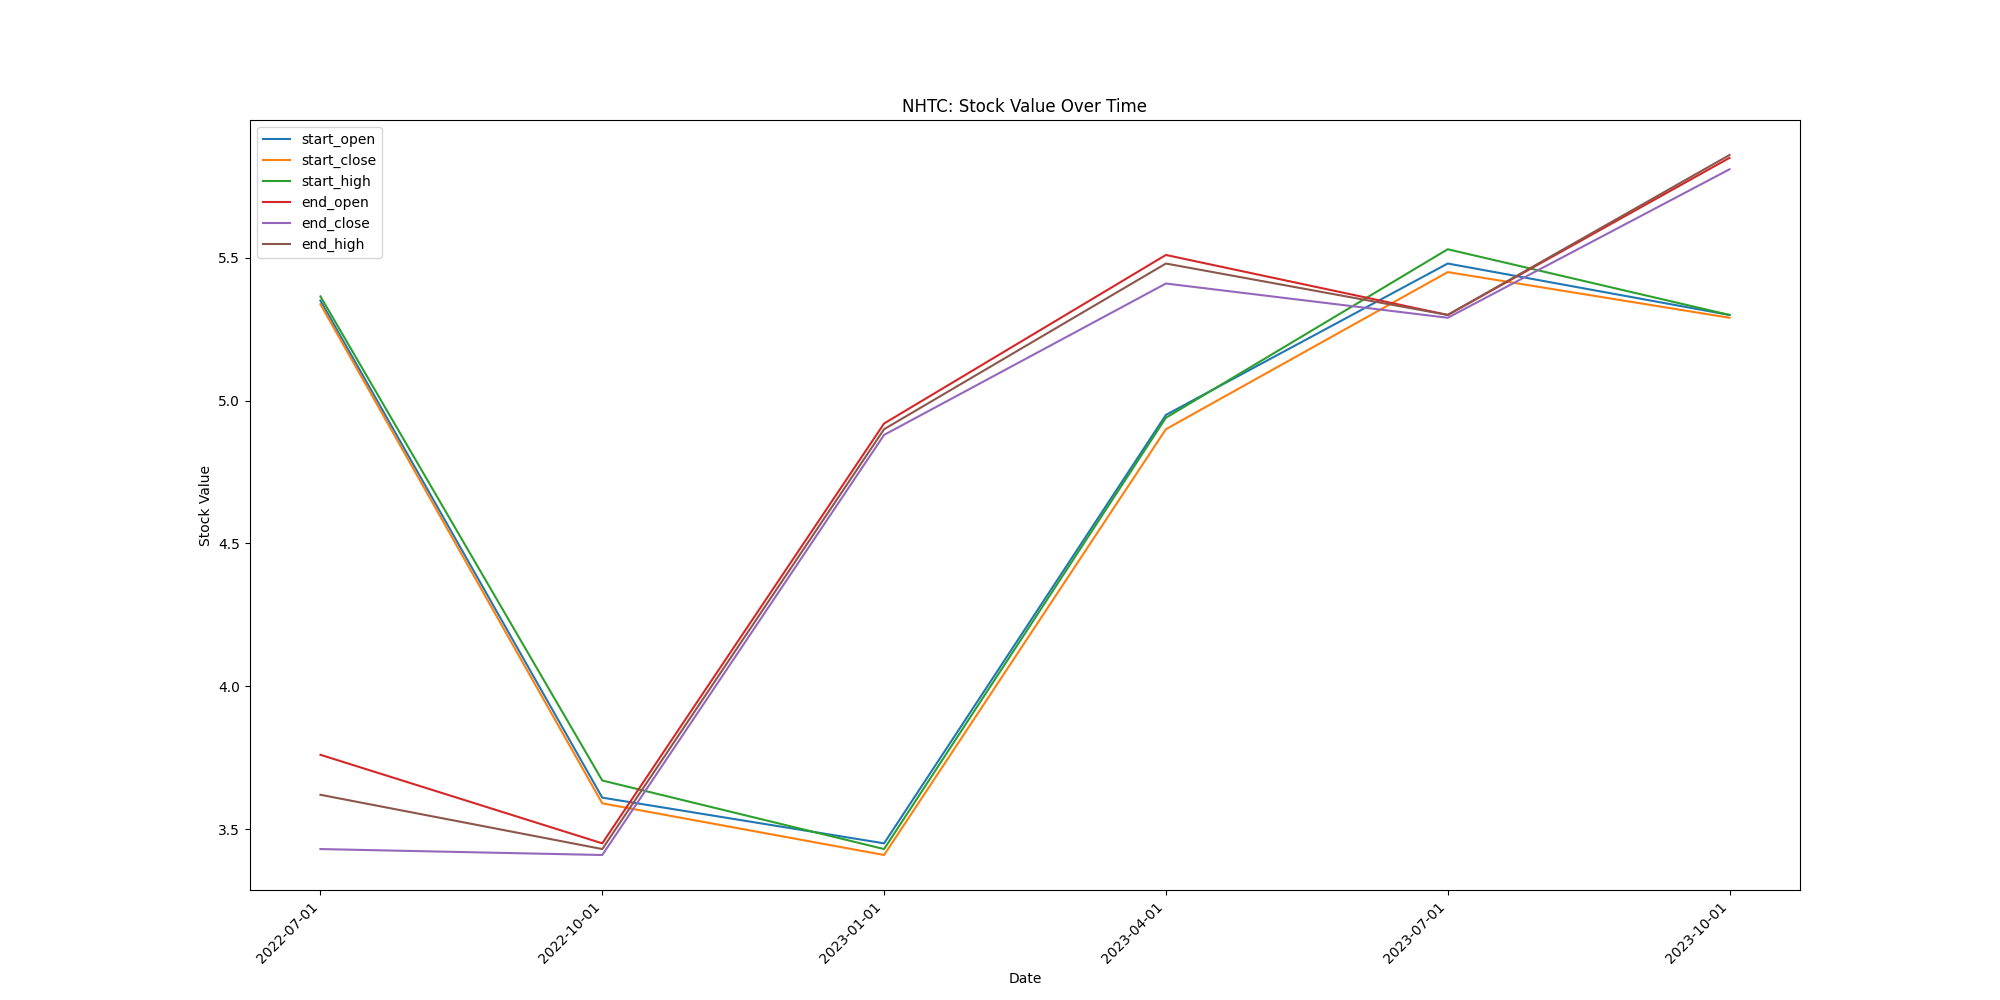 NHTC: Stock Value Over Time
start_open
start_close
start_high
end_open
end_close
end_high
5.5
5.0
4.5
4.0
3.5
Stock Value
2022-07-01
2022-10-01
2023-01-01
2023-04-01
2023-07-01
2023-10-01
Date